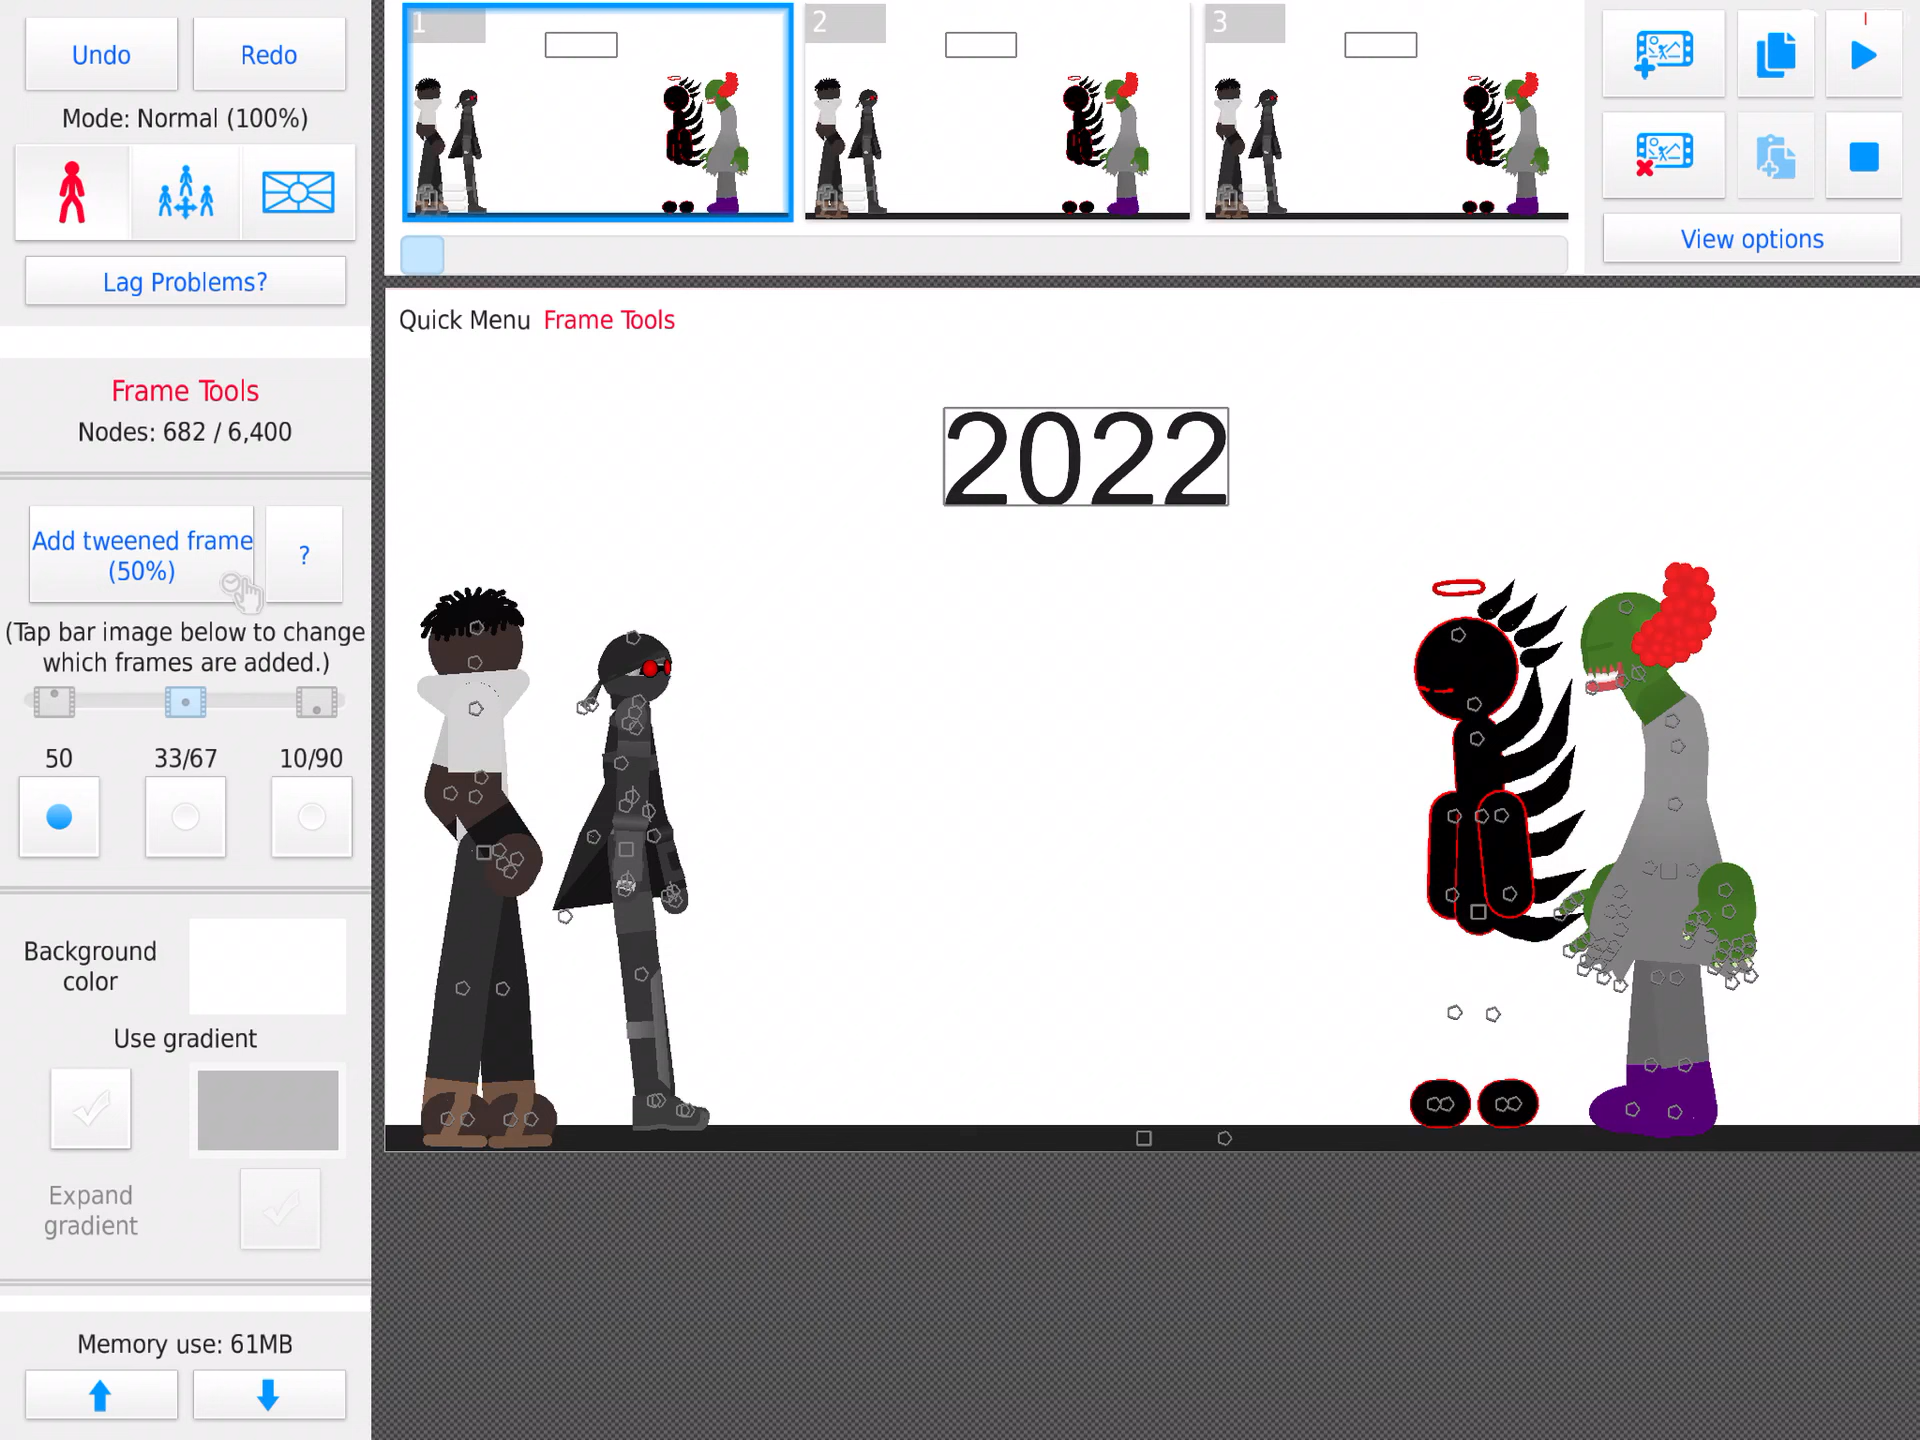 Undo
Redo
Mode: Normal (100%)
Lag Problems?
Frame Tools
Nodes: 682 / 6,400
Add tweened frame
(50%)
?
(Tap bar image below to change
which frames are added.)
50
33/67
10/90
Background
color
Use gradient
Expand
gradient
Memory use: 61MB
1
2
3
View options
Quick Menu Frame Tools
2022